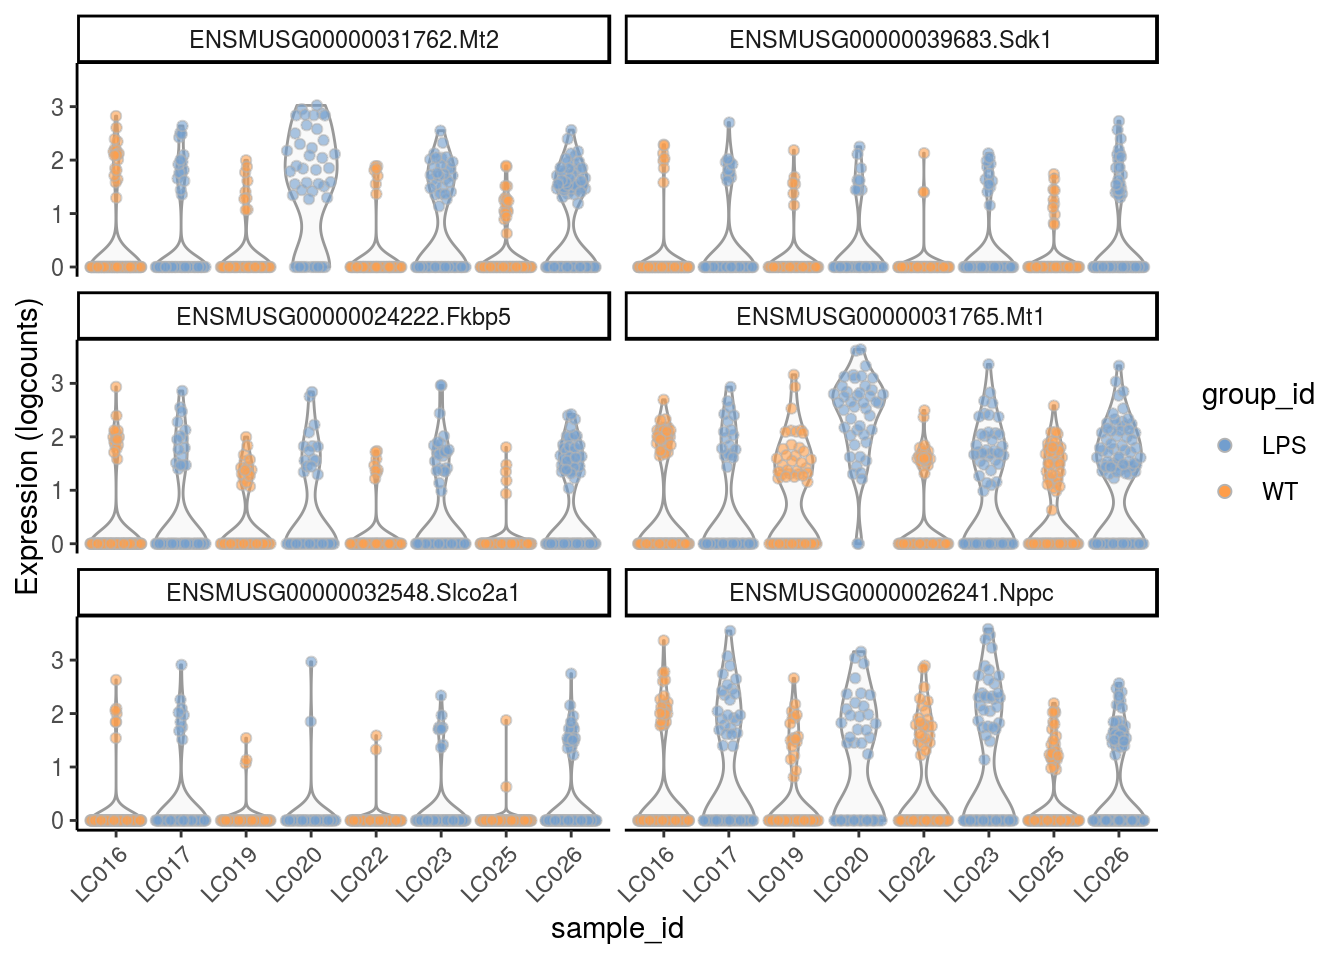 ENSMUSG00000031762.Mt2
ENSMUSG00000039683.Sdk1
3
2
1
0
ENSMUSG00000024222.Fkbp5
ENSMUSG00000031765.Mt1
3
2
1
0
ENSMUSG00000032548.Slco2a1
ENSMUSG00000026241.Nppc
3
2
1
0
Expression (logcounts)
LC016 LC017 LC019 LC020 LC022 LC023 LC025 LC026
LC016 LC017 LC019 LC020 LC022 LC023 LC025 LC026
sample_id
group_id
LPS
WT